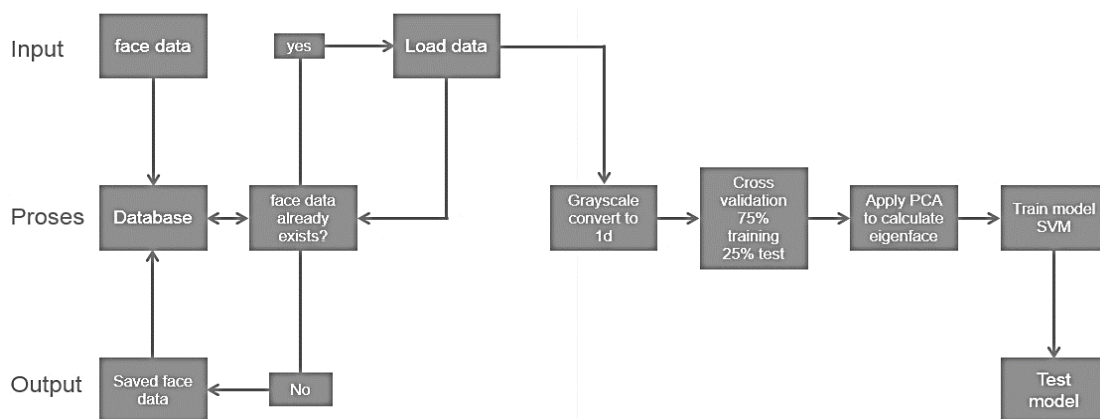 Input
face data
yes
Load data
Proses
Database
face data
already
exists?
Grayscale
convert to
1d
Cross
validation
75%
training
25% test
Apply PCA
to calculate
eigenface
Train model
SVM
Output
Saved face
data
No
Test
model